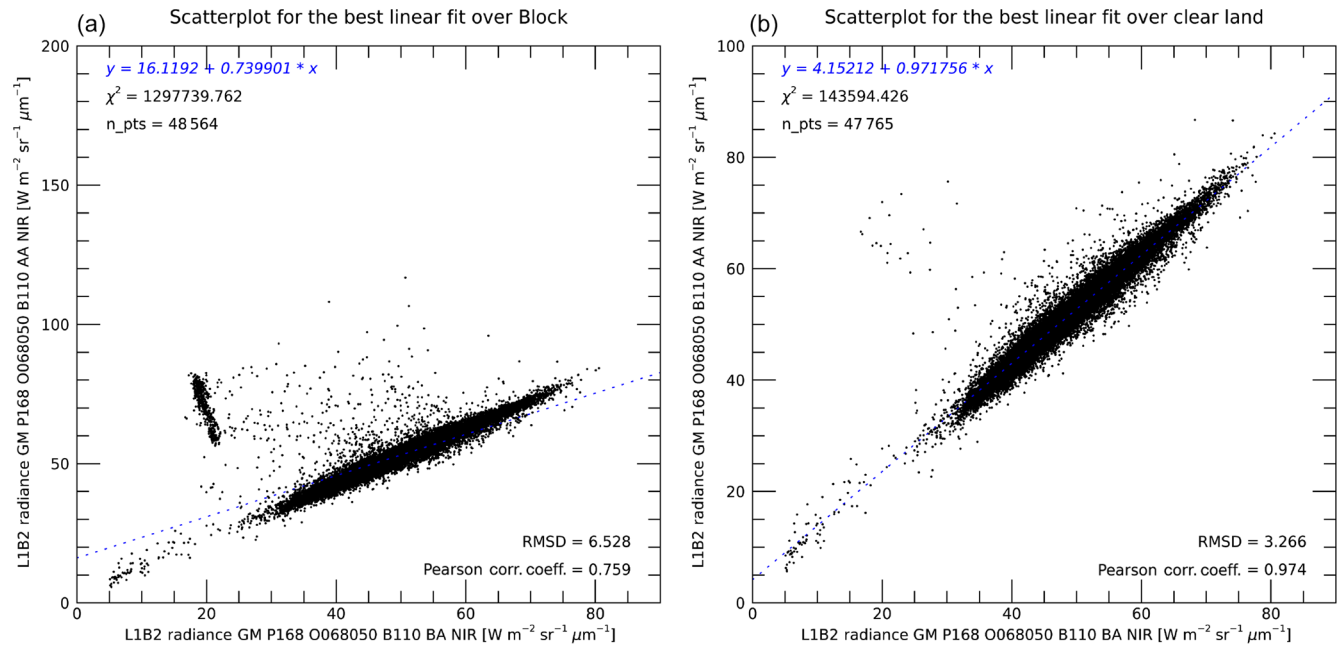 (a)
Scatterplot for the best linear fit over Block
y = 16.1192 + 0.739901 * x
χ² = 1297739.762
n_pts = 48 564
200
150
100
50
0
L1B2 radiance GM P168 O068050 B110 AA NIR [W m⁻² sr⁻¹ μm⁻¹]
RMSD = 6.528
Pearson corr.coeff. = 0.759
0 20 40 60 80
L1B2 radiance GM P168 O068050 B110 BA NIR [W m⁻² sr⁻¹ μm⁻¹]
(b)
Scatterplot for the best linear fit over clear land
y = 4.15212 + 0.971756 * x
χ² = 143594.426
n_pts = 47 765
100
80
60
40
20
0
L1B2 radiance GM P168 O068050 B110 AA NIR [W m⁻² sr⁻¹ μm⁻¹]
RMSD = 3.266
Pearson corr.coeff. = 0.974
0 20 40 60 80
L1B2 radiance GM P168 O068050 B110 BA NIR [W m⁻² sr⁻¹ μm⁻¹]